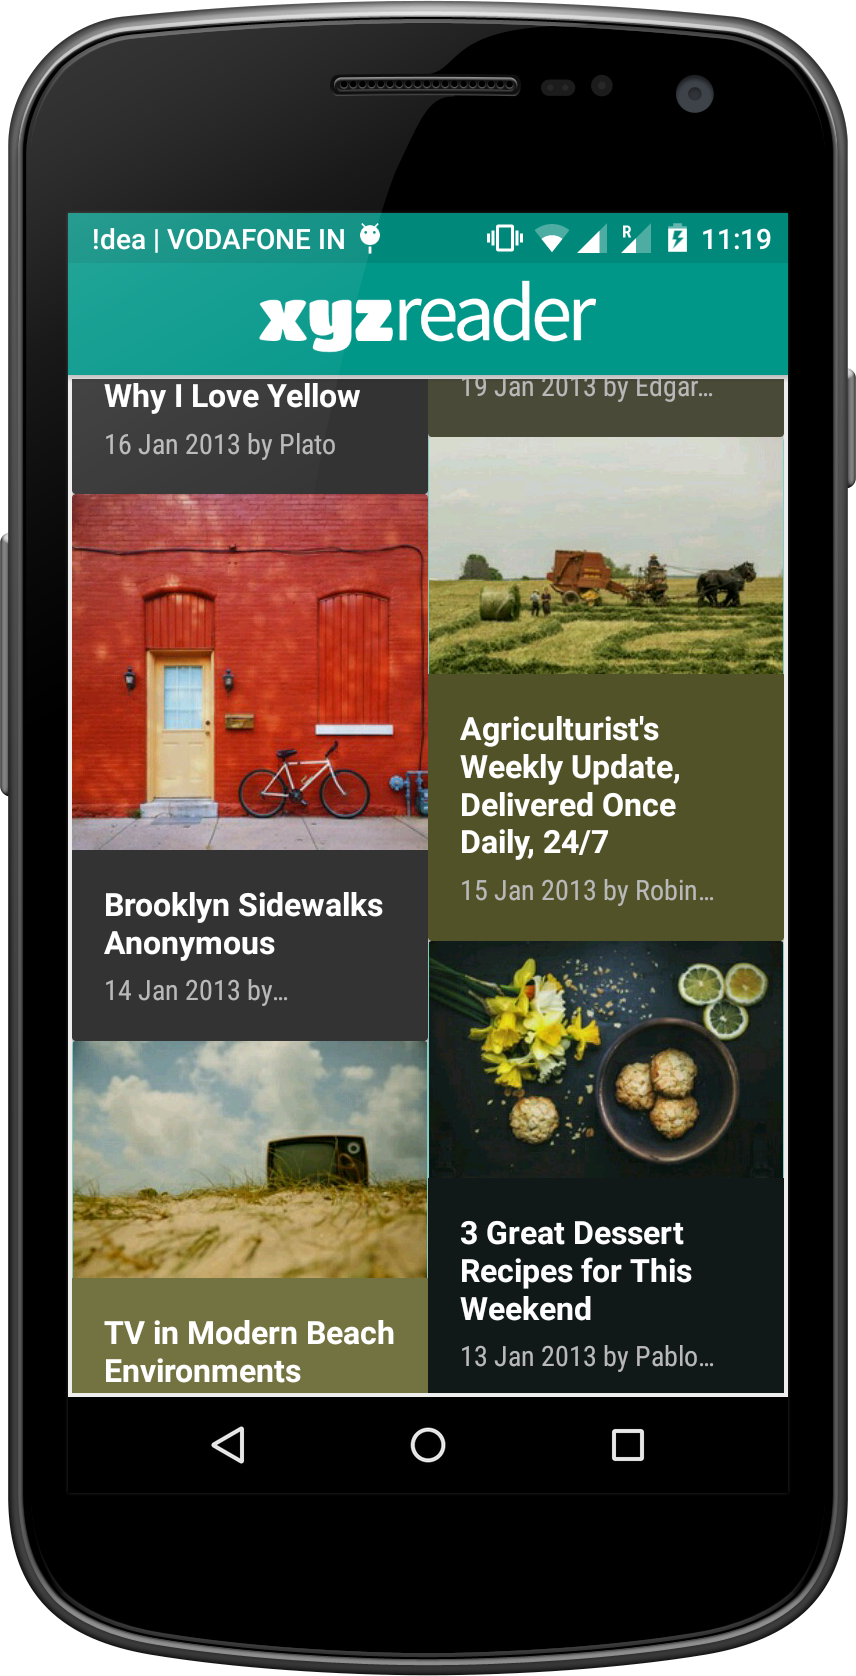 !dea | VODAFONE IN
R
11:19
xyzreader
Why I Love Yellow
16 Jan 2013 by Plato
19 Jan 2013 by Edgar...
Brooklyn Sidewalks
Anonymous
14 Jan 2013 by...
Agriculturist's
Weekly Update,
Delivered Once
Daily, 24/7
15 Jan 2013 by Robin...
TV in Modern Beach
Environments
3 Great Dessert
Recipes for This
Weekend
13 Jan 2013 by Pablo...